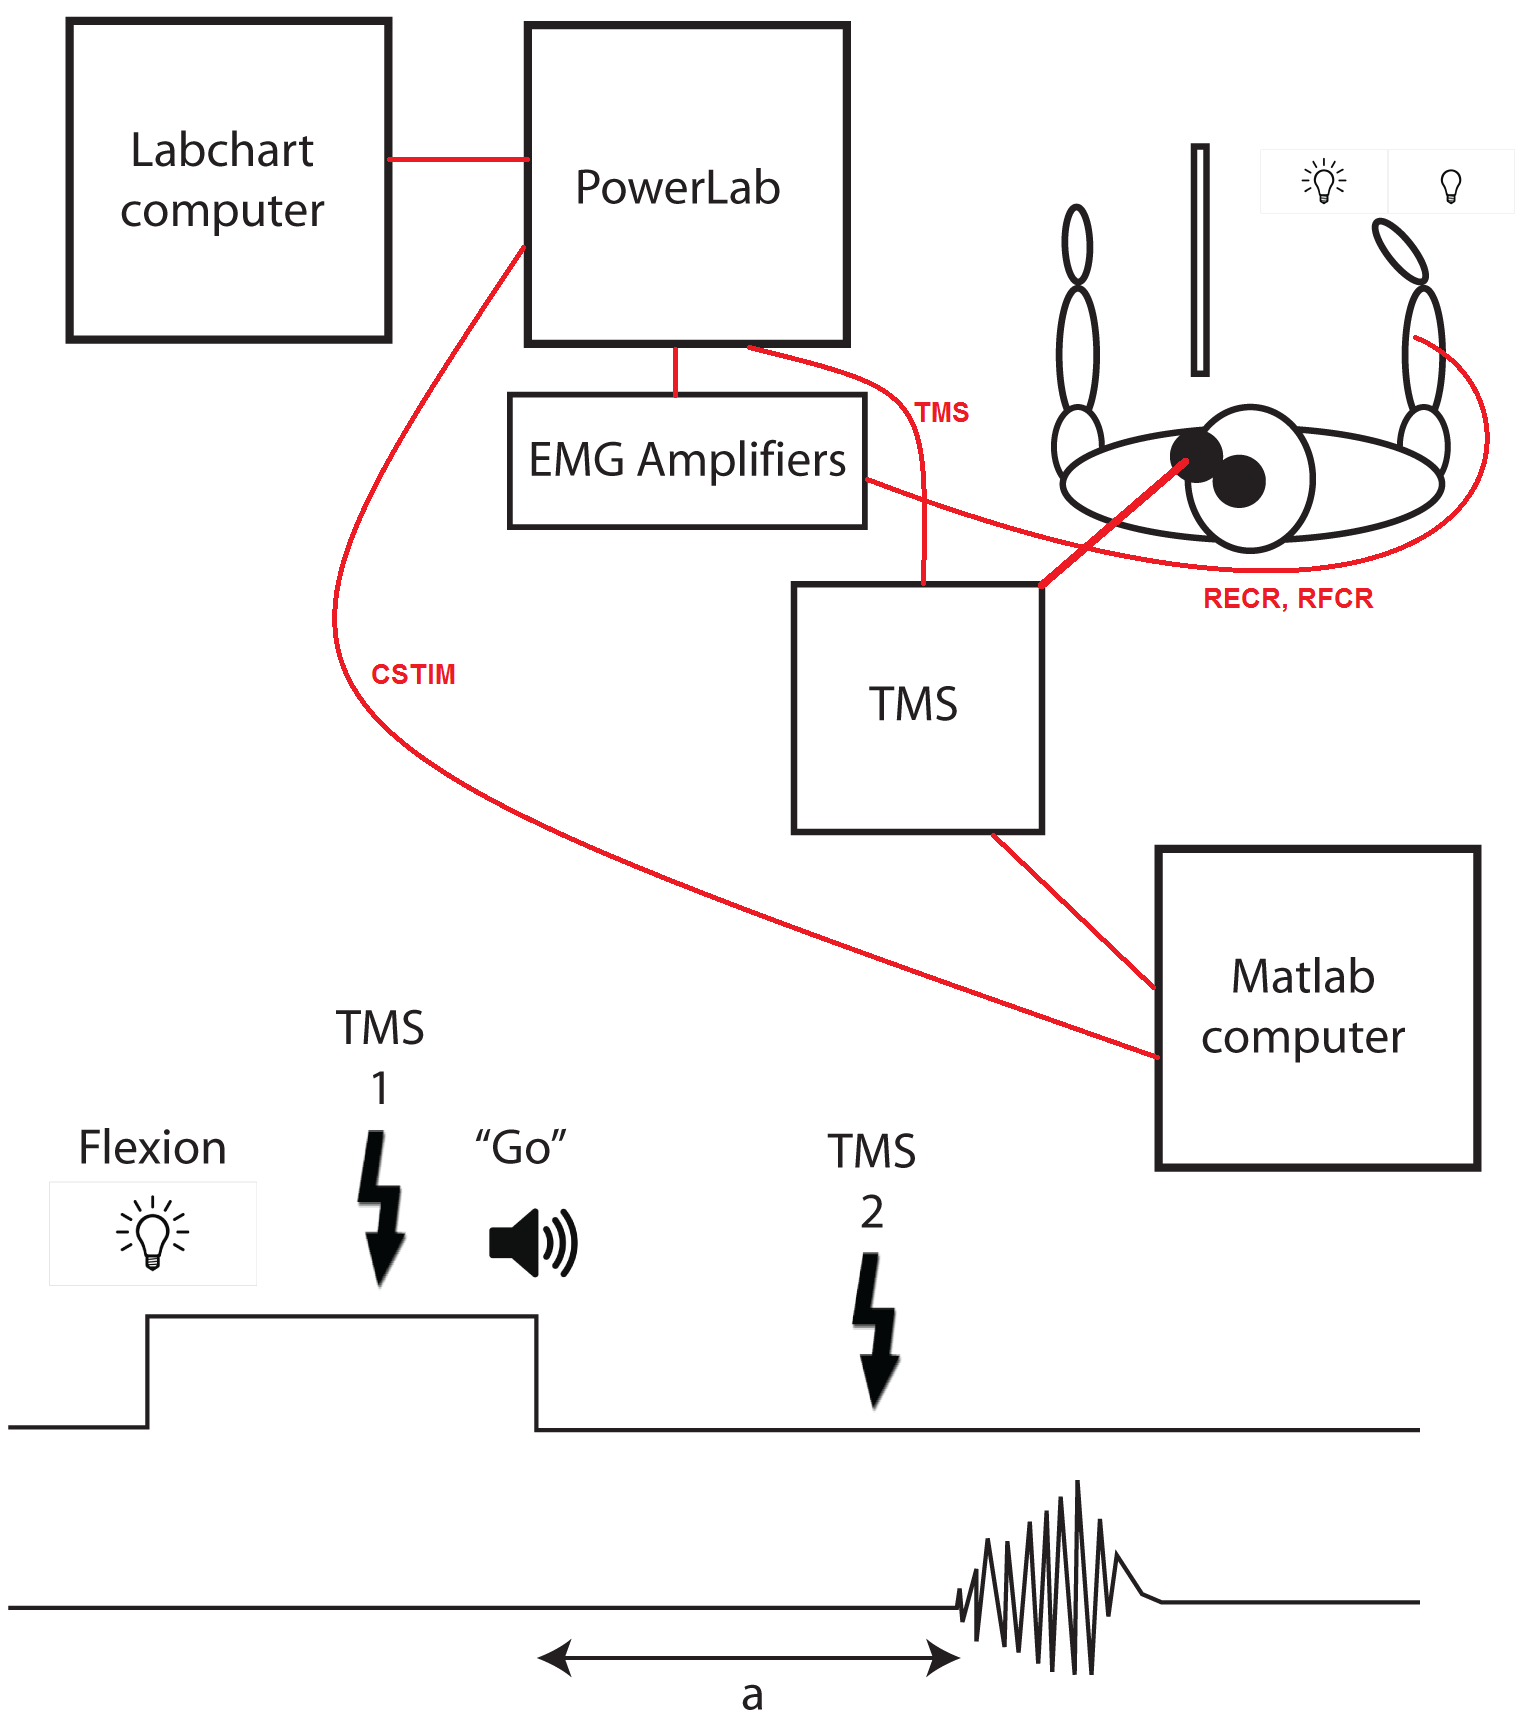 Labchart
computer
PowerLab
EMG Amplifiers
TMS
RECR, RFCR
CSTIM
TMS
Matlab
computer
TMS
1
Flexion
“Go”
TMS
2
a